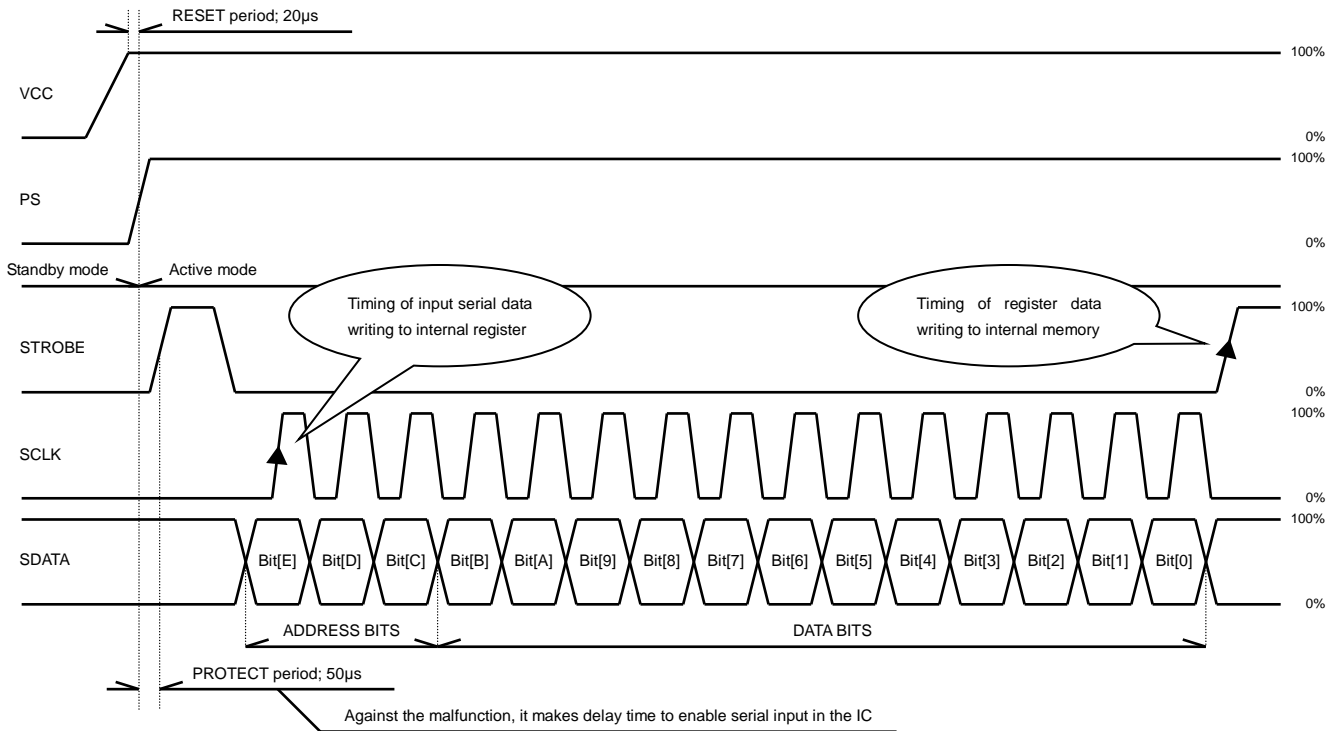 RESET period; 20μs
100%
VCC
0%
100%
PS
0%
Standby mode
Active mode
Timing of input serial data
writing to internal register
Timing of register data
writing to internal memory
100%
STROBE
0%
100%
SCLK
0%
100%
SDATA
Bit[E] Bit[D] Bit[C] Bit[B] Bit[A] Bit[9] Bit[8] Bit[7] Bit[6] Bit[5] Bit[4] Bit[3] Bit[2] Bit[1] Bit[0]
0%
ADDRESS BITS
DATA BITS
PROTECT period; 50μs
Against the malfunction, it makes delay time to enable serial input in the IC